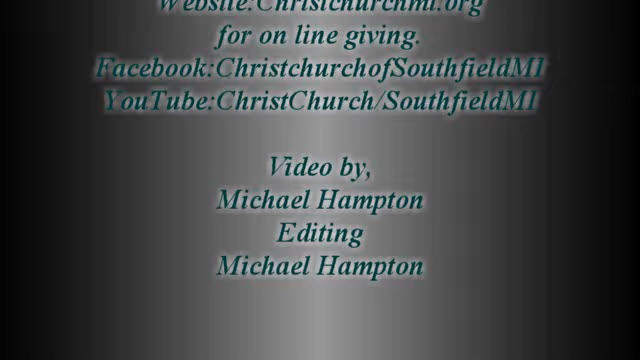 Website:Christchurchmi.org
for on line giving.
Facebook:ChristchurchofSouthfieldMI
YouTube:ChristChurch/SouthfieldMI
Video by,
Michael Hampton
Editing
Michael Hampton